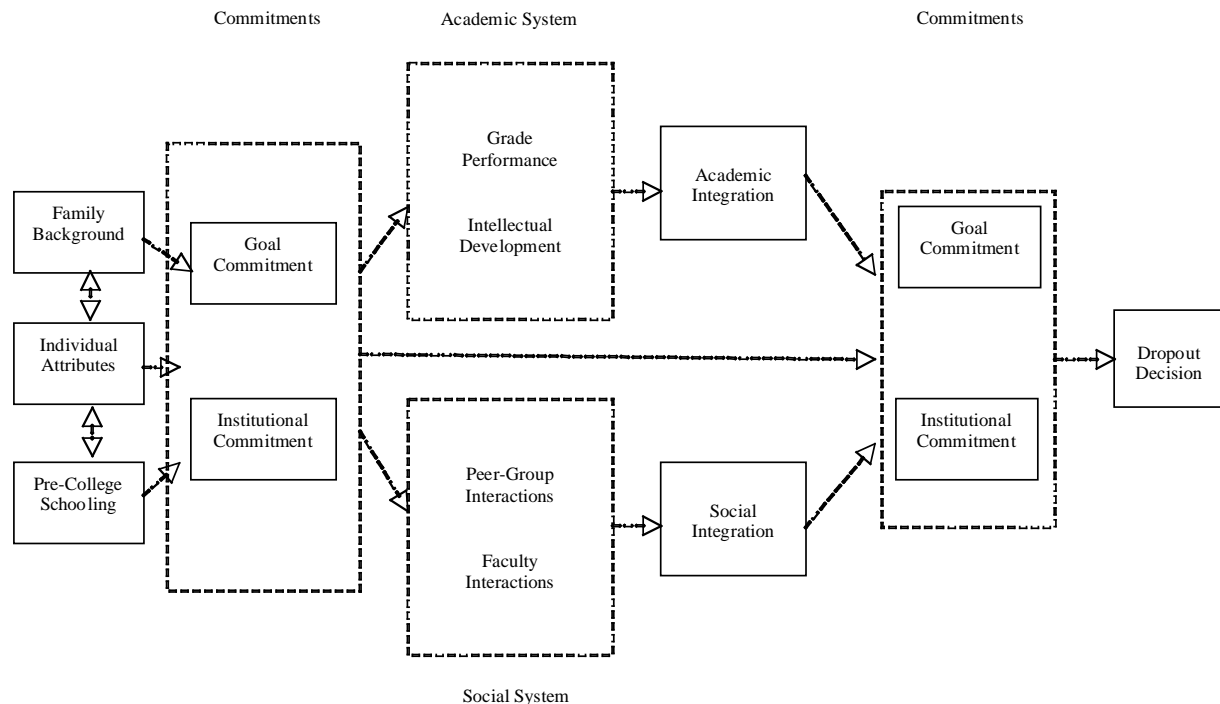 Commitments
Academic System
Commitments
Family
Background
Individual
Attributes
Pre-College
Schooling
Goal
Commitment
Institutional
Commitment
Grade
Performance
Intellectual
Development
Peer-Group
Interactions
Faculty
Interactions
Social System
Academic
Integration
Social
Integration
Goal
Commitment
Institutional
Commitment
Dropout
Decision